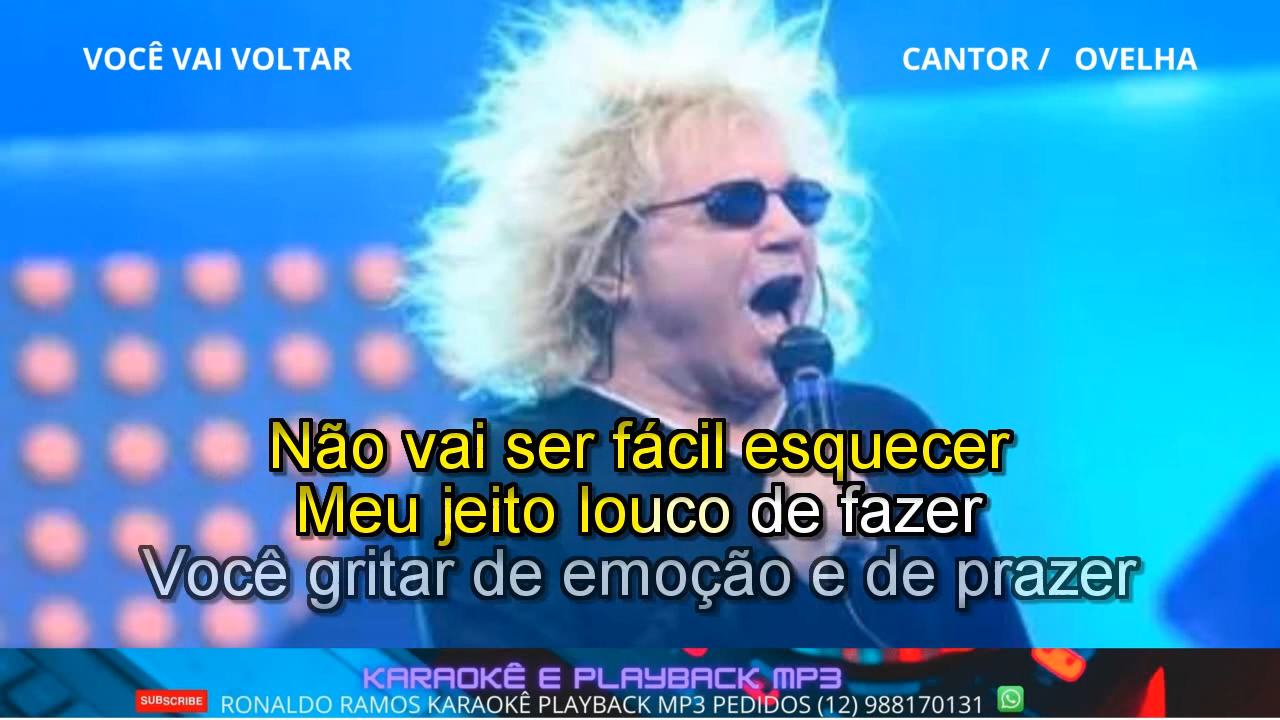 VOCÊ VAI VOLTAR
CANTOR / OVELHA
Não vai ser fácil esquecer
Meu jeito louco de fazer
Você gritar de emoção e de prazer
KARAOKÊ E PLAYBACK MP3
SUBSCRIBE RONALDO RAMOS KARAOKÊ PLAYBACK MP3 PEDIDOS (12) 988170131